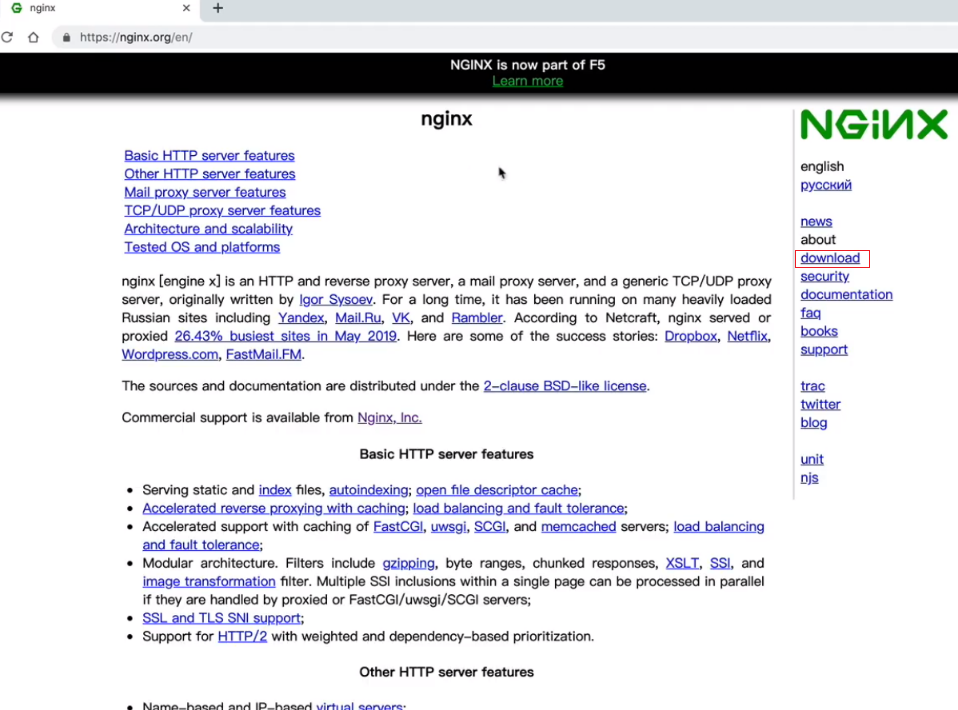 nginx
https://nginx.org/en/
NGINX is now part of F5
Learn more
nginx
Basic HTTP server features
Other HTTP server features
Mail proxy server features
TCP/UDP proxy server features
Architecture and scalability
Tested OS and platforms
nginx [engine x] is an HTTP and reverse proxy server, a mail proxy server, and a generic TCP/UDP proxy
server, originally written by Igor Sysoev. For a long time, it has been running on many heavily loaded
Russian sites including Yandex, Mail.Ru, VK, and Rambler. According to Netcraft, nginx served or
proxied 26.43% busiest sites in May 2019. Here are some of the success stories: Dropbox, Netflix,
Wordpress.com, FastMail.FM.
The sources and documentation are distributed under the 2-clause BSD-like license.
Commercial support is available from Nginx, Inc.
Basic HTTP server features
Serving static and index files, autoindexing; open file descriptor cache;
Accelerated reverse proxying with caching; load balancing and fault tolerance;
Accelerated support with caching of FastCGI, uwsgi, SCGI, and memcached servers; load balancing
and fault tolerance;
Modular architecture. Filters include gzipping, byte ranges, chunked responses, XSLT, SSI, and
image transformation filter. Multiple SSI inclusions within a single page can be processed in parallel
if they are handled by proxied or FastCGI/uwsgi/SCGI servers;
SSL and TLS SNI support;
Support for HTTP/2 with weighted and dependency-based prioritization.
Other HTTP server features
Name-based and IP-based virtual servers;
NGINX
english
русский
news
about
download
security
documentation
faq
books
support
trac
twitter
blog
unit
njs